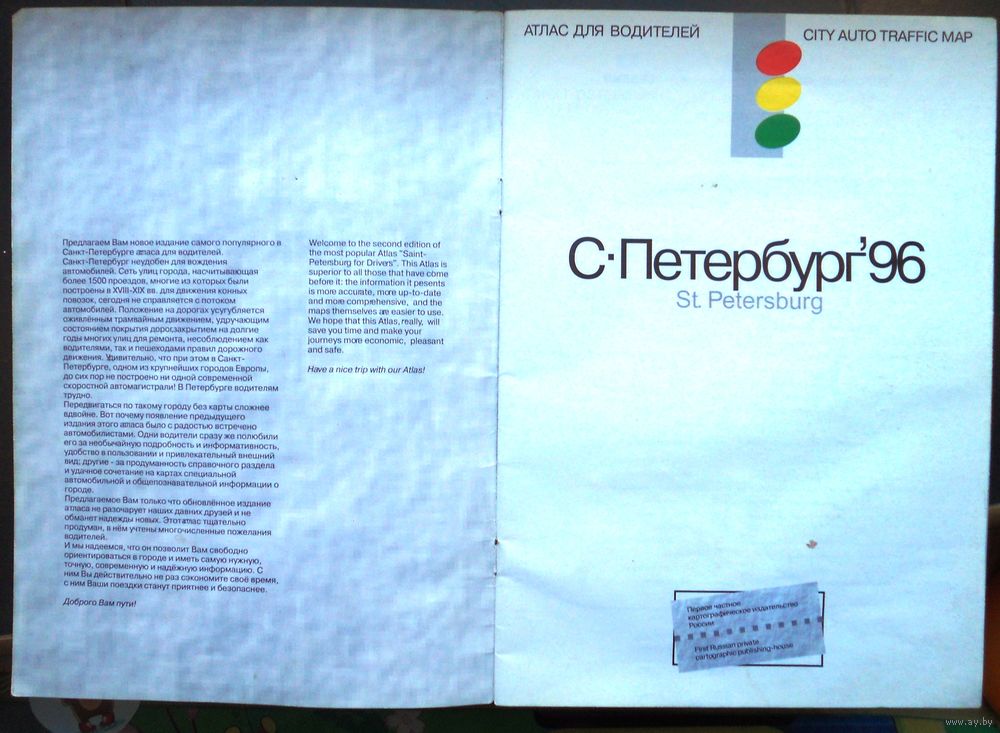 Предлагаем Вам новое издание самого популярного в
Санкт-Петербурге атласа для водителей.
Санкт-Петербург неудобен для вождения
автомобилей. Сеть улиц города, насчитывающая
более 1500 проездов, многие из которых были
построены в XVIII-XIX вв. для движения конных
повозок, сегодня не справляется с потоком
автомобилей. Положение на дорогах усугубляется
оживлённым трамвайным движением, удручающим
состоянием покрытия дорог,закрытием на долгие
годы многих улиц для ремонта, несоблюдением как
водителями, так и пешеходами правил дорожного
движения. Удивительно, что при этом в Санкт-
Петербурге, одном из крупнейших городов Европы,
до сих пор не построено ни одной современной
скоростной автомагистрали! В Петербурге водителям
трудно.
Передвигаться по такому городу без карты сложнее
вдвойне. Вот почему появление предыдущего
издания этого атласа было с радостью встречено
автомобилистами. Одни водители сразу же полюбили
его за необычайную подробность и информативность,
удобство в пользовании и привлекательный внешний
вид; другие - за продуманность справочного раздела
и удачное сочетание на картах специальной
автомобильной и общепознавательной информации о
городе.
Предлагаемое Вам только что обновлённое издание
атласа не разочарует наших давних друзей и не
обманет надежды новых. Этот атлас тщательно
продуман, в нём учтены многочисленные пожелания
водителей.
И мы надеемся, что он позволит Вам свободно
ориентироваться в городе и иметь самую нужную,
точную, современную и надёжную информацию. С
ним Вы действительно не раз сэкономите своё время,
с ним Ваши поездки станут приятнее и безопаснее.
Доброго Вам пути!
Welcome to the second edition of
the most popular Atlas "Saint-
Petersburg for Drivers". This Atlas is
superior to all those that have come
before it: the information it pesents
is more accurate, more up-to-date
and more comprehensive, and the
maps themselves are easier to use.
We hope that this Atlas, really, will
save you time and make your
journeys more economic, pleasant
and safe.
Have a nice trip with our Atlas!
АТЛАС ДЛЯ ВОДИТЕЛЕЙ
CITY AUTO TRAFFIC MAP
С·Петербург'96
St. Petersburg
Первое частное
картографическое издательство
России
First Russian private
cartographic publishing-house
www.ay.by